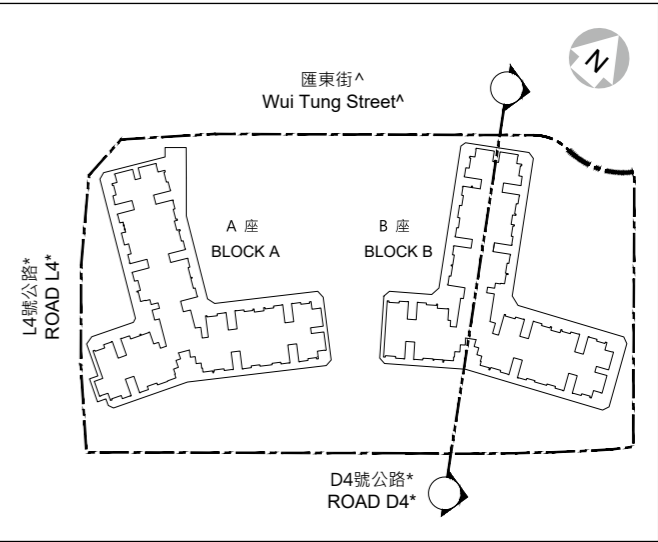 匯東街^
Wui Tung Street^
N
A 座
BLOCK A
B 座
BLOCK B
L4號公路*
ROAD L4*
D4號公路*
ROAD D4*